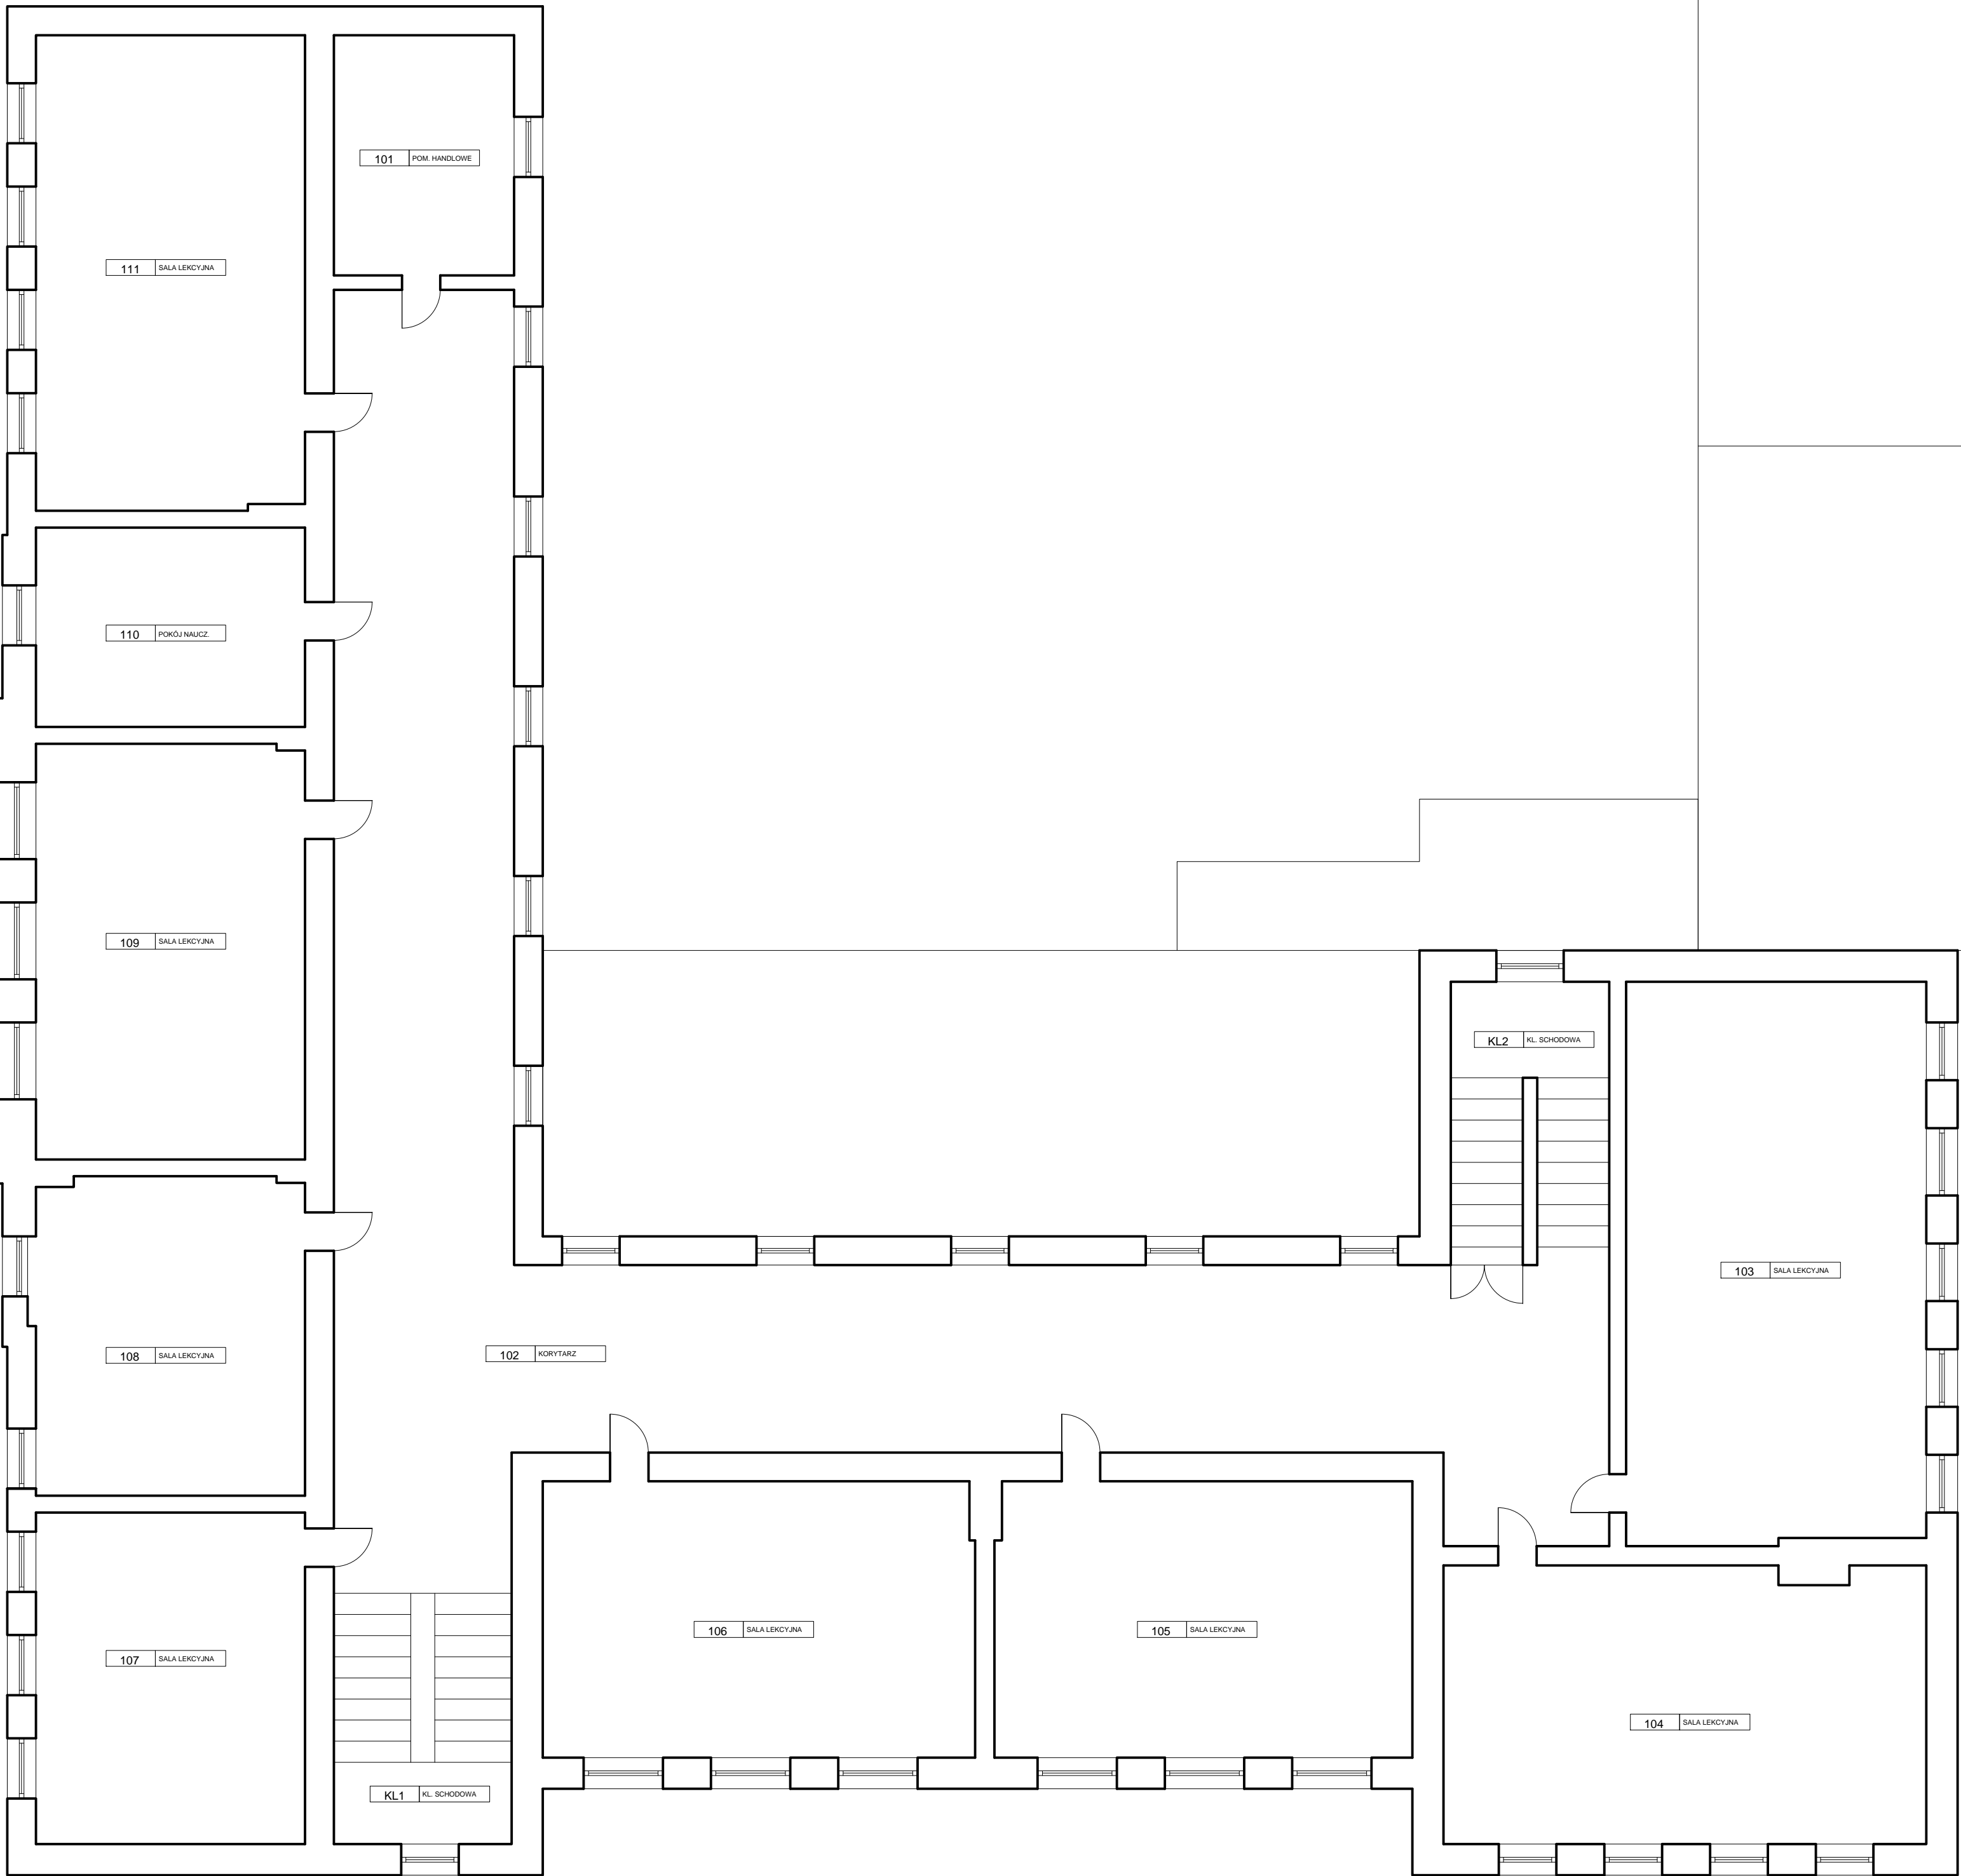 101 POM. HANDLOWE
111 SALA LEKCYJNA
110 POKÓJ NAUCZ.
109 SALA LEKCYJNA
KL2 KL. SCHODOWA
103 SALA LEKCYJNA
108 SALA LEKCYJNA
102 KORYTARZ
106 SALA LEKCYJNA
105 SALA LEKCYJNA
107 SALA LEKCYJNA
104 SALA LEKCYJNA
KL1 KL. SCHODOWA